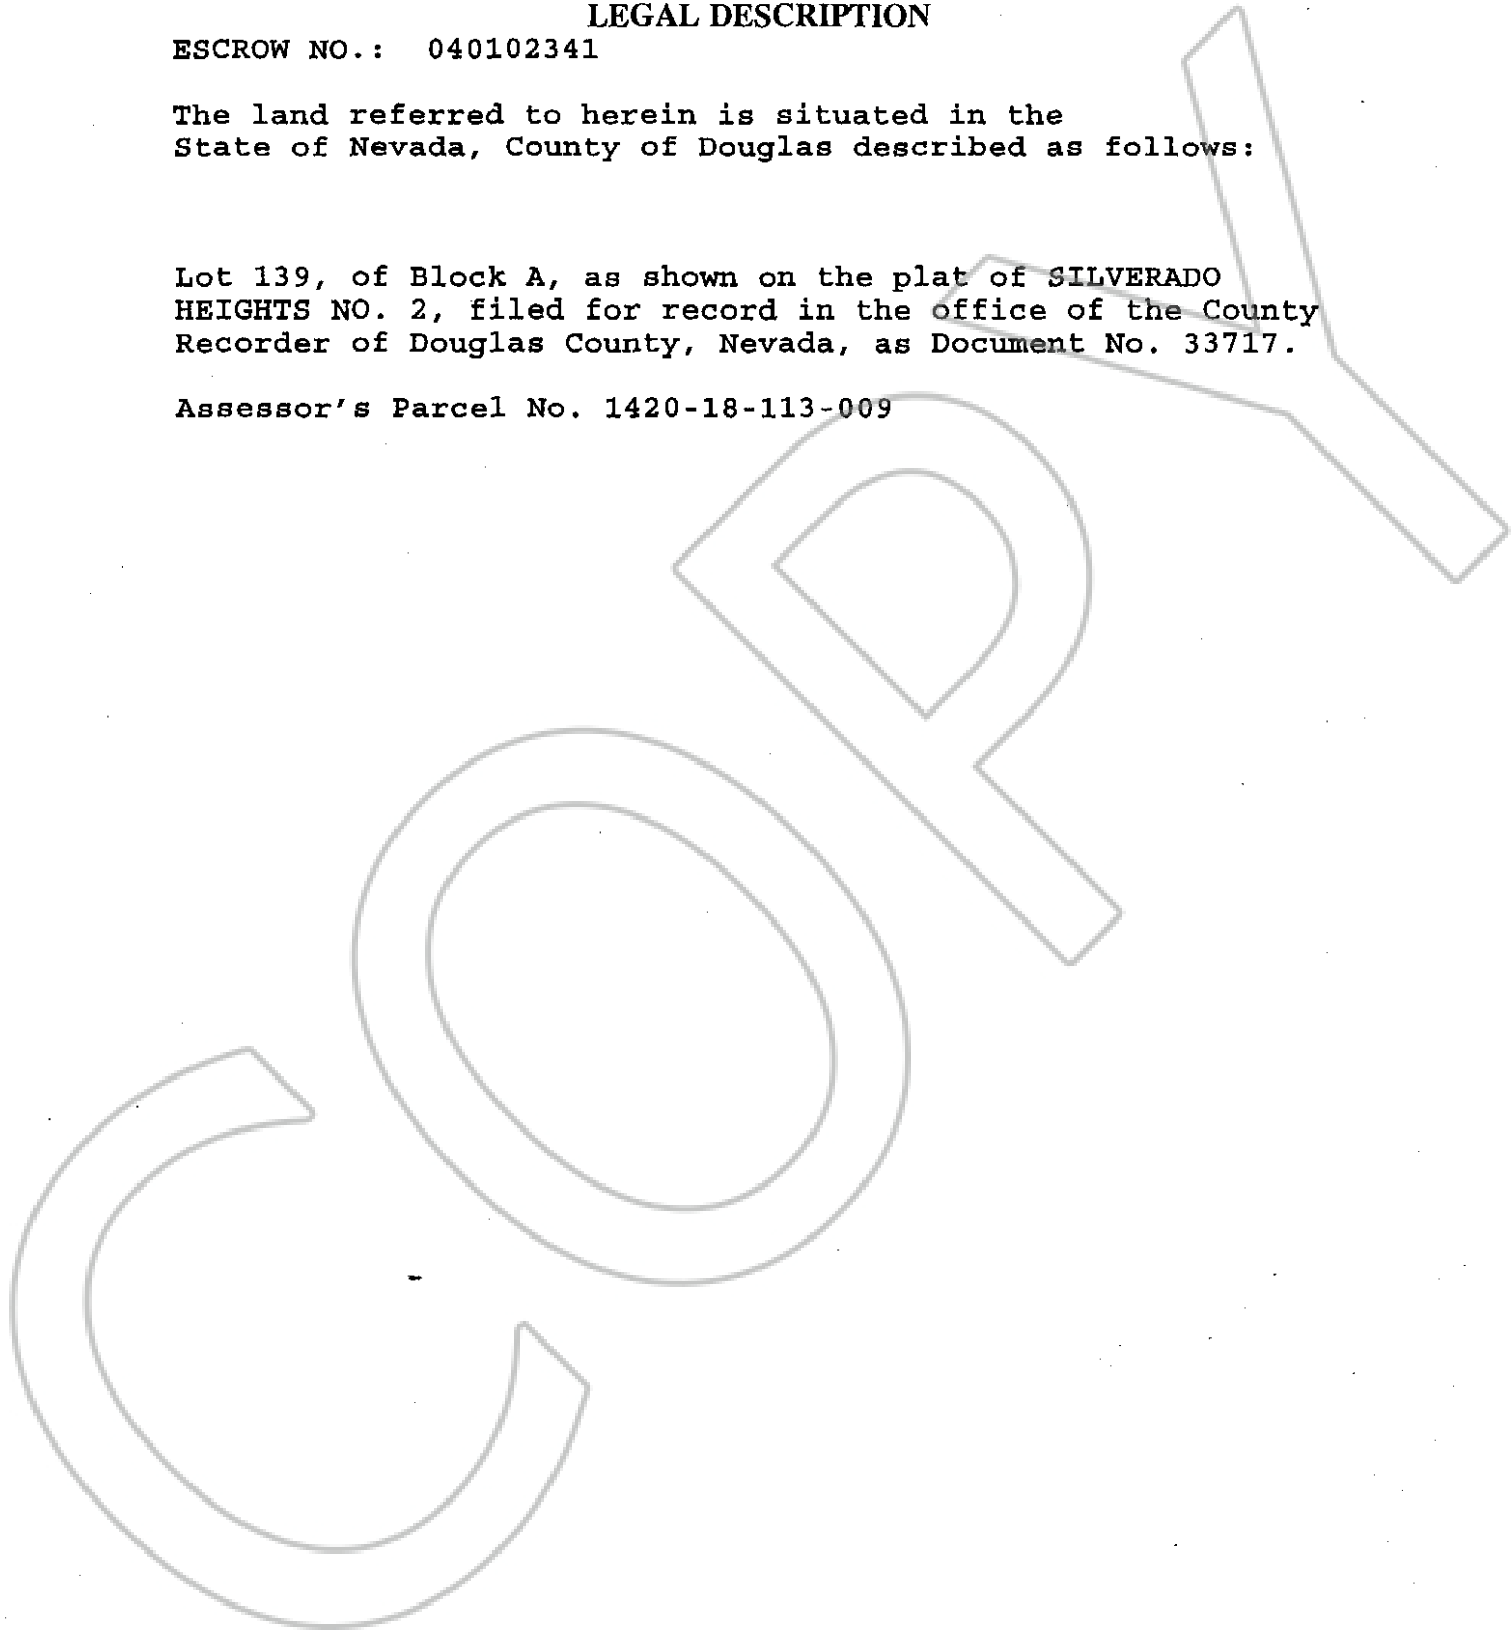 LEGAL DESCRIPTION
ESCROW NO.: 040102341
The land referred to herein is situated in the
State of Nevada, County of Douglas described as follows:
Lot 139, of Block A, as shown on the plat of SILVERADO
HEIGHTS NO. 2, filed for record in the office of the County
Recorder of Douglas County, Nevada, as Document No. 33717.
Assessor's Parcel No. 1420-18-113-009
COPY